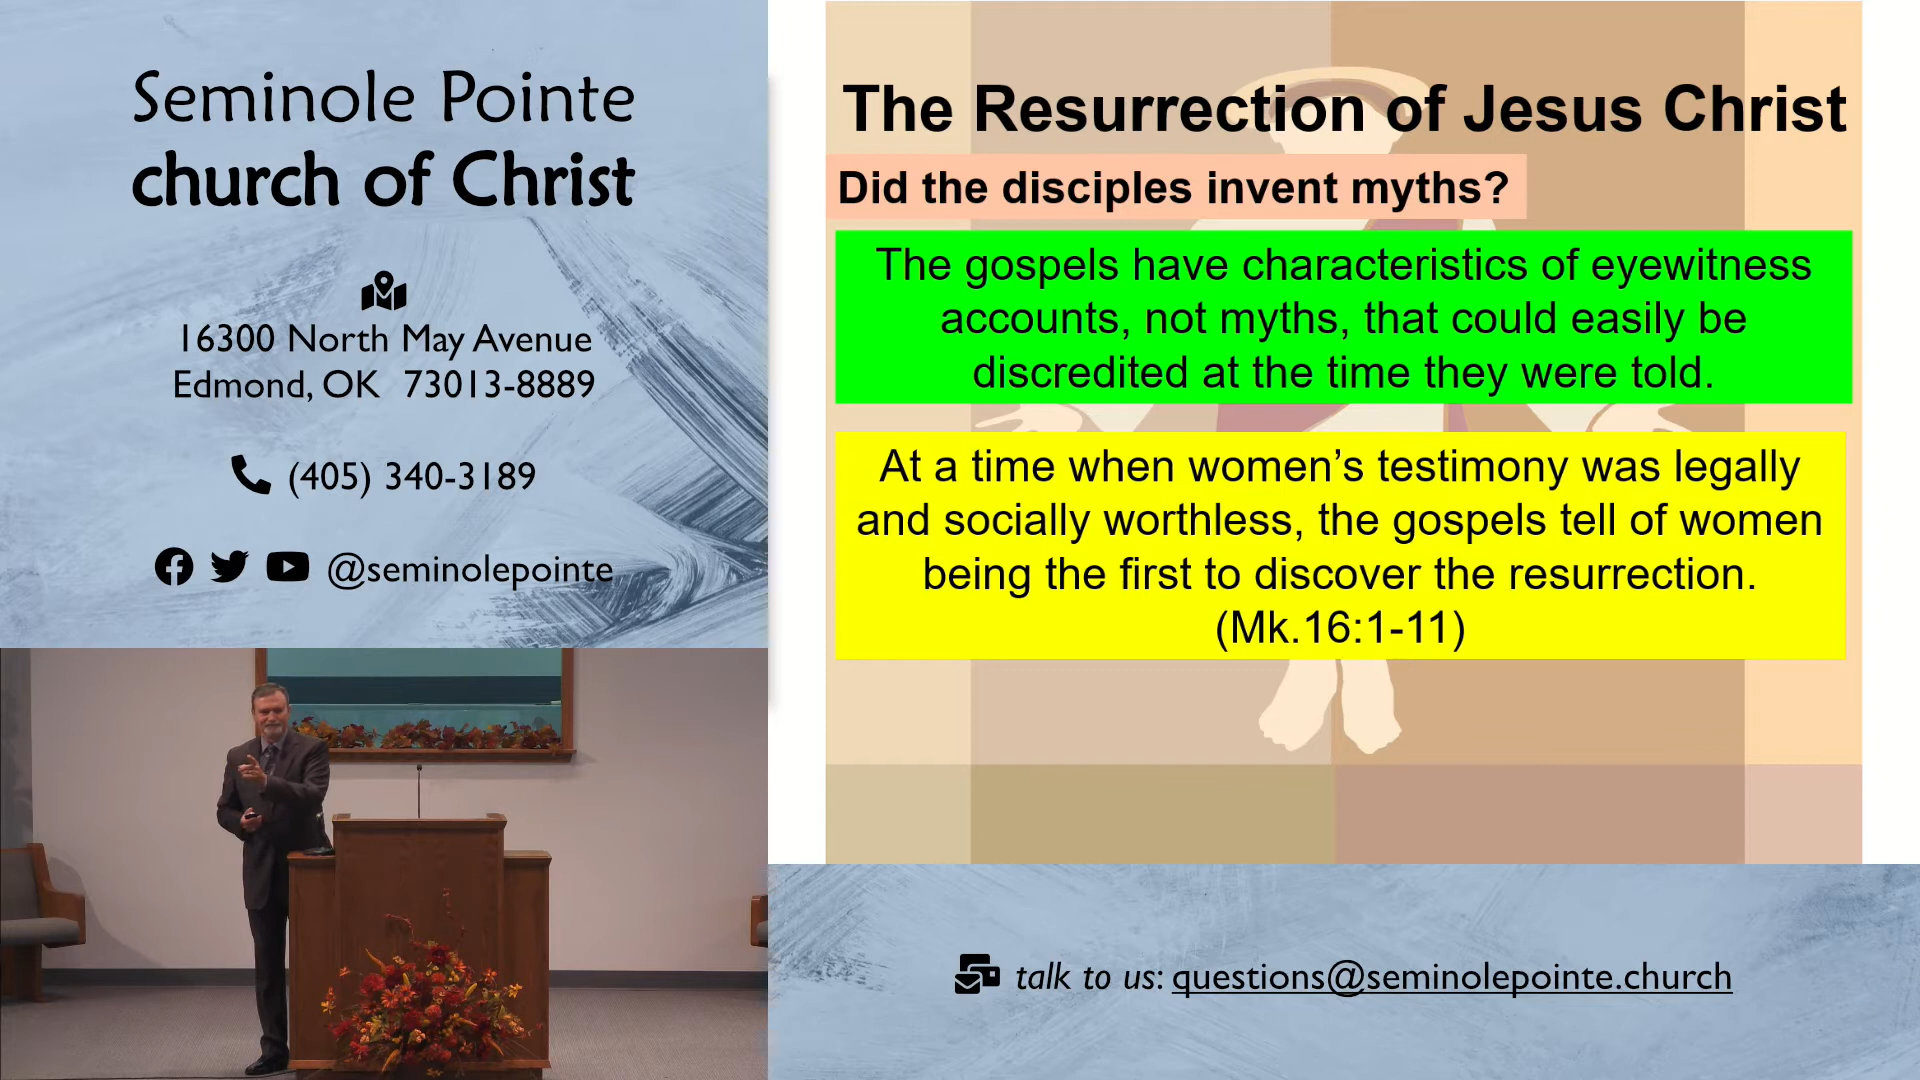 Seminole Pointe
church of Christ
16300 North May Avenue
Edmond, OK 73013-8889
(405) 340-3189
@seminolepointe
The Resurrection of Jesus Christ
Did the disciples invent myths?
The gospels have characteristics of eyewitness
accounts, not myths, that could easily be
discredited at the time they were told.
At a time when women’s testimony was legally
and socially worthless, the gospels tell of women
being the first to discover the resurrection.
(Mk.16:1-11)
talk to us: questions@seminolepointe.church